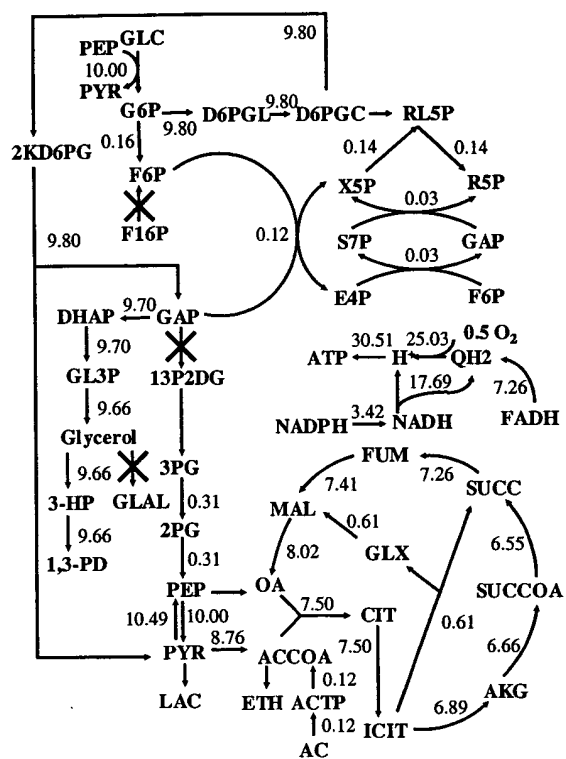 9.80
PEP GLC
10.00
PYR
G6P D6PGL 9.80 D6PGC RL5P
9.80
0.16
2KD6PG
0.14 0.14
F6P
X5P R5P
0.03
F16P
0.12
S7P GAP
9.80
0.03
E4P F6P
DHAP 9.70 GAP
0.5 O2
30.51 25.03
ATP H QH2
9.70
GL3P 13P2DG
17.69 7.26
9.66
3.42
NADPH NADH FADH
Glycerol
FUM
9.66
3PG
7.41 7.26
SUCC
3-HP GLAL
0.31
MAL
0.61
9.66
2PG
8.02 GLX 6.55
1,3-PD
0.31
PEP OA SUCCOA
7.50 CIT
10.49 10.00
0.61
7.50
8.76
PYR ACCOA
6.66
0.12
AKG
LAC ETH ACTP
6.89
0.12 ICIT
AC